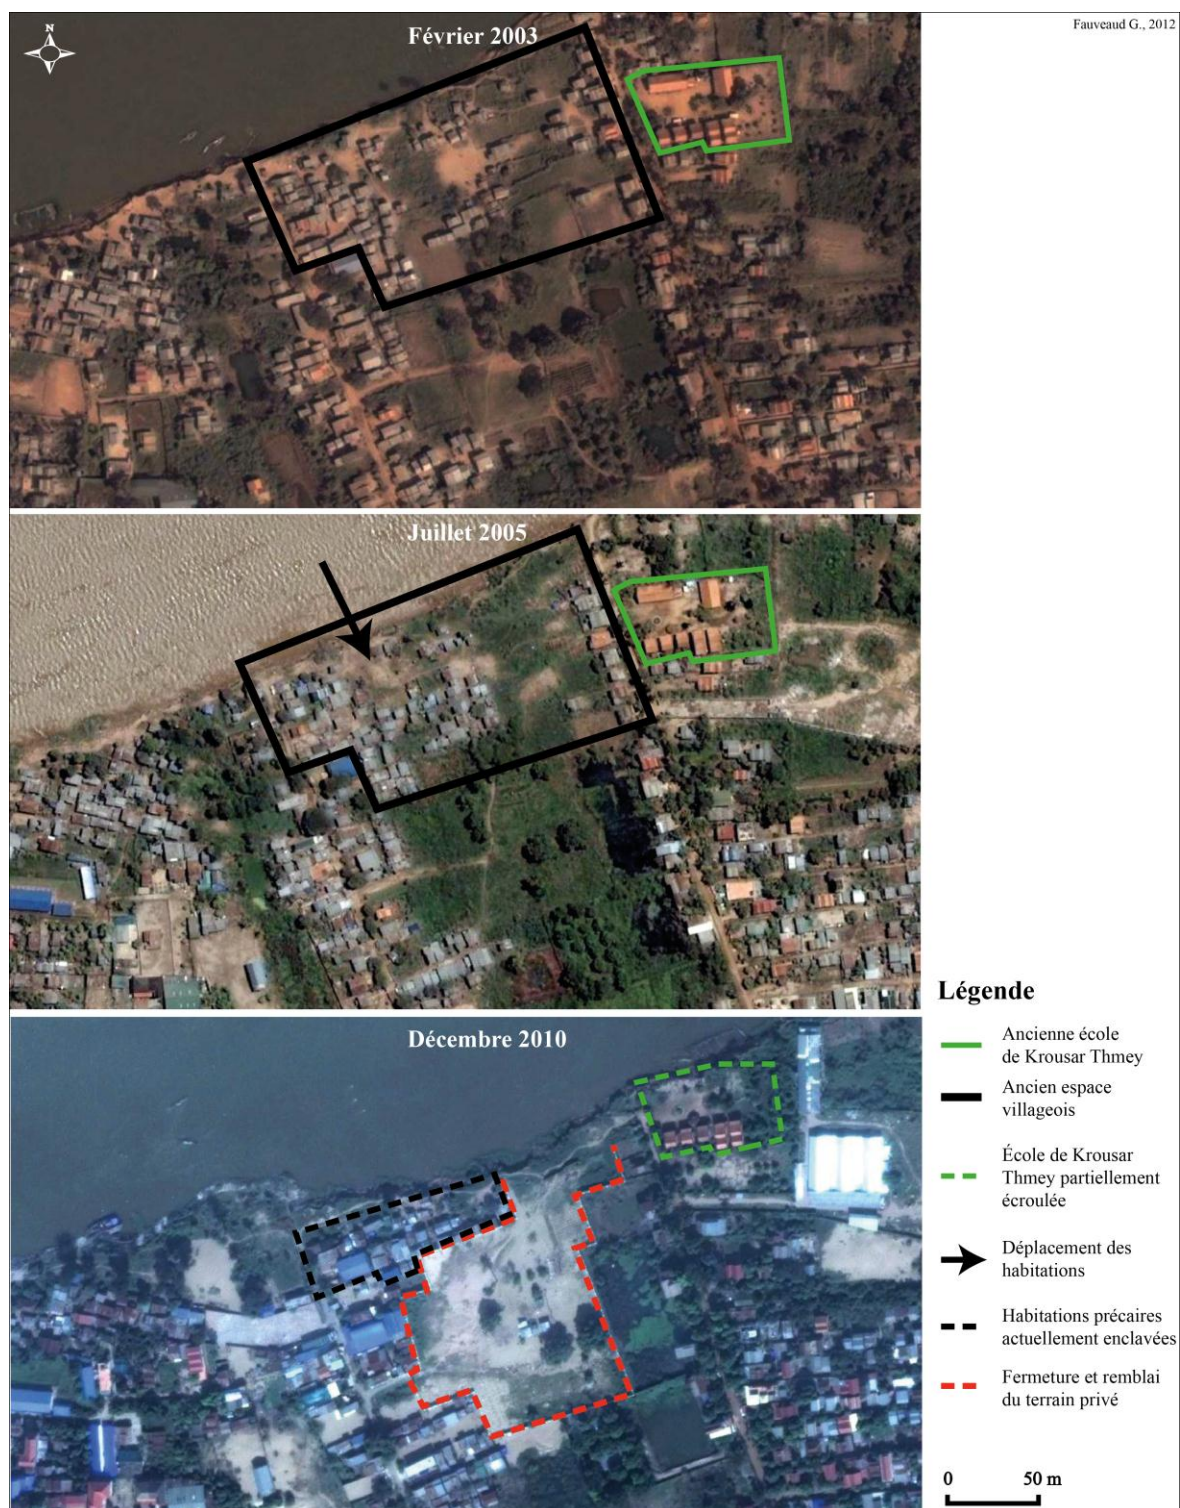 N
Février 2003
Fauveaud G., 2012
Juillet 2005
Décembre 2010
Légende
Ancienne école
de Krousar Thmey
Ancien espace
villageois
École de Krousar
Thmey partiellement
écroulée
Déplacement des
habitations
Habitations précaires
actuellement enclavées
Fermeture et remblai
du terrain privé
0 50 m